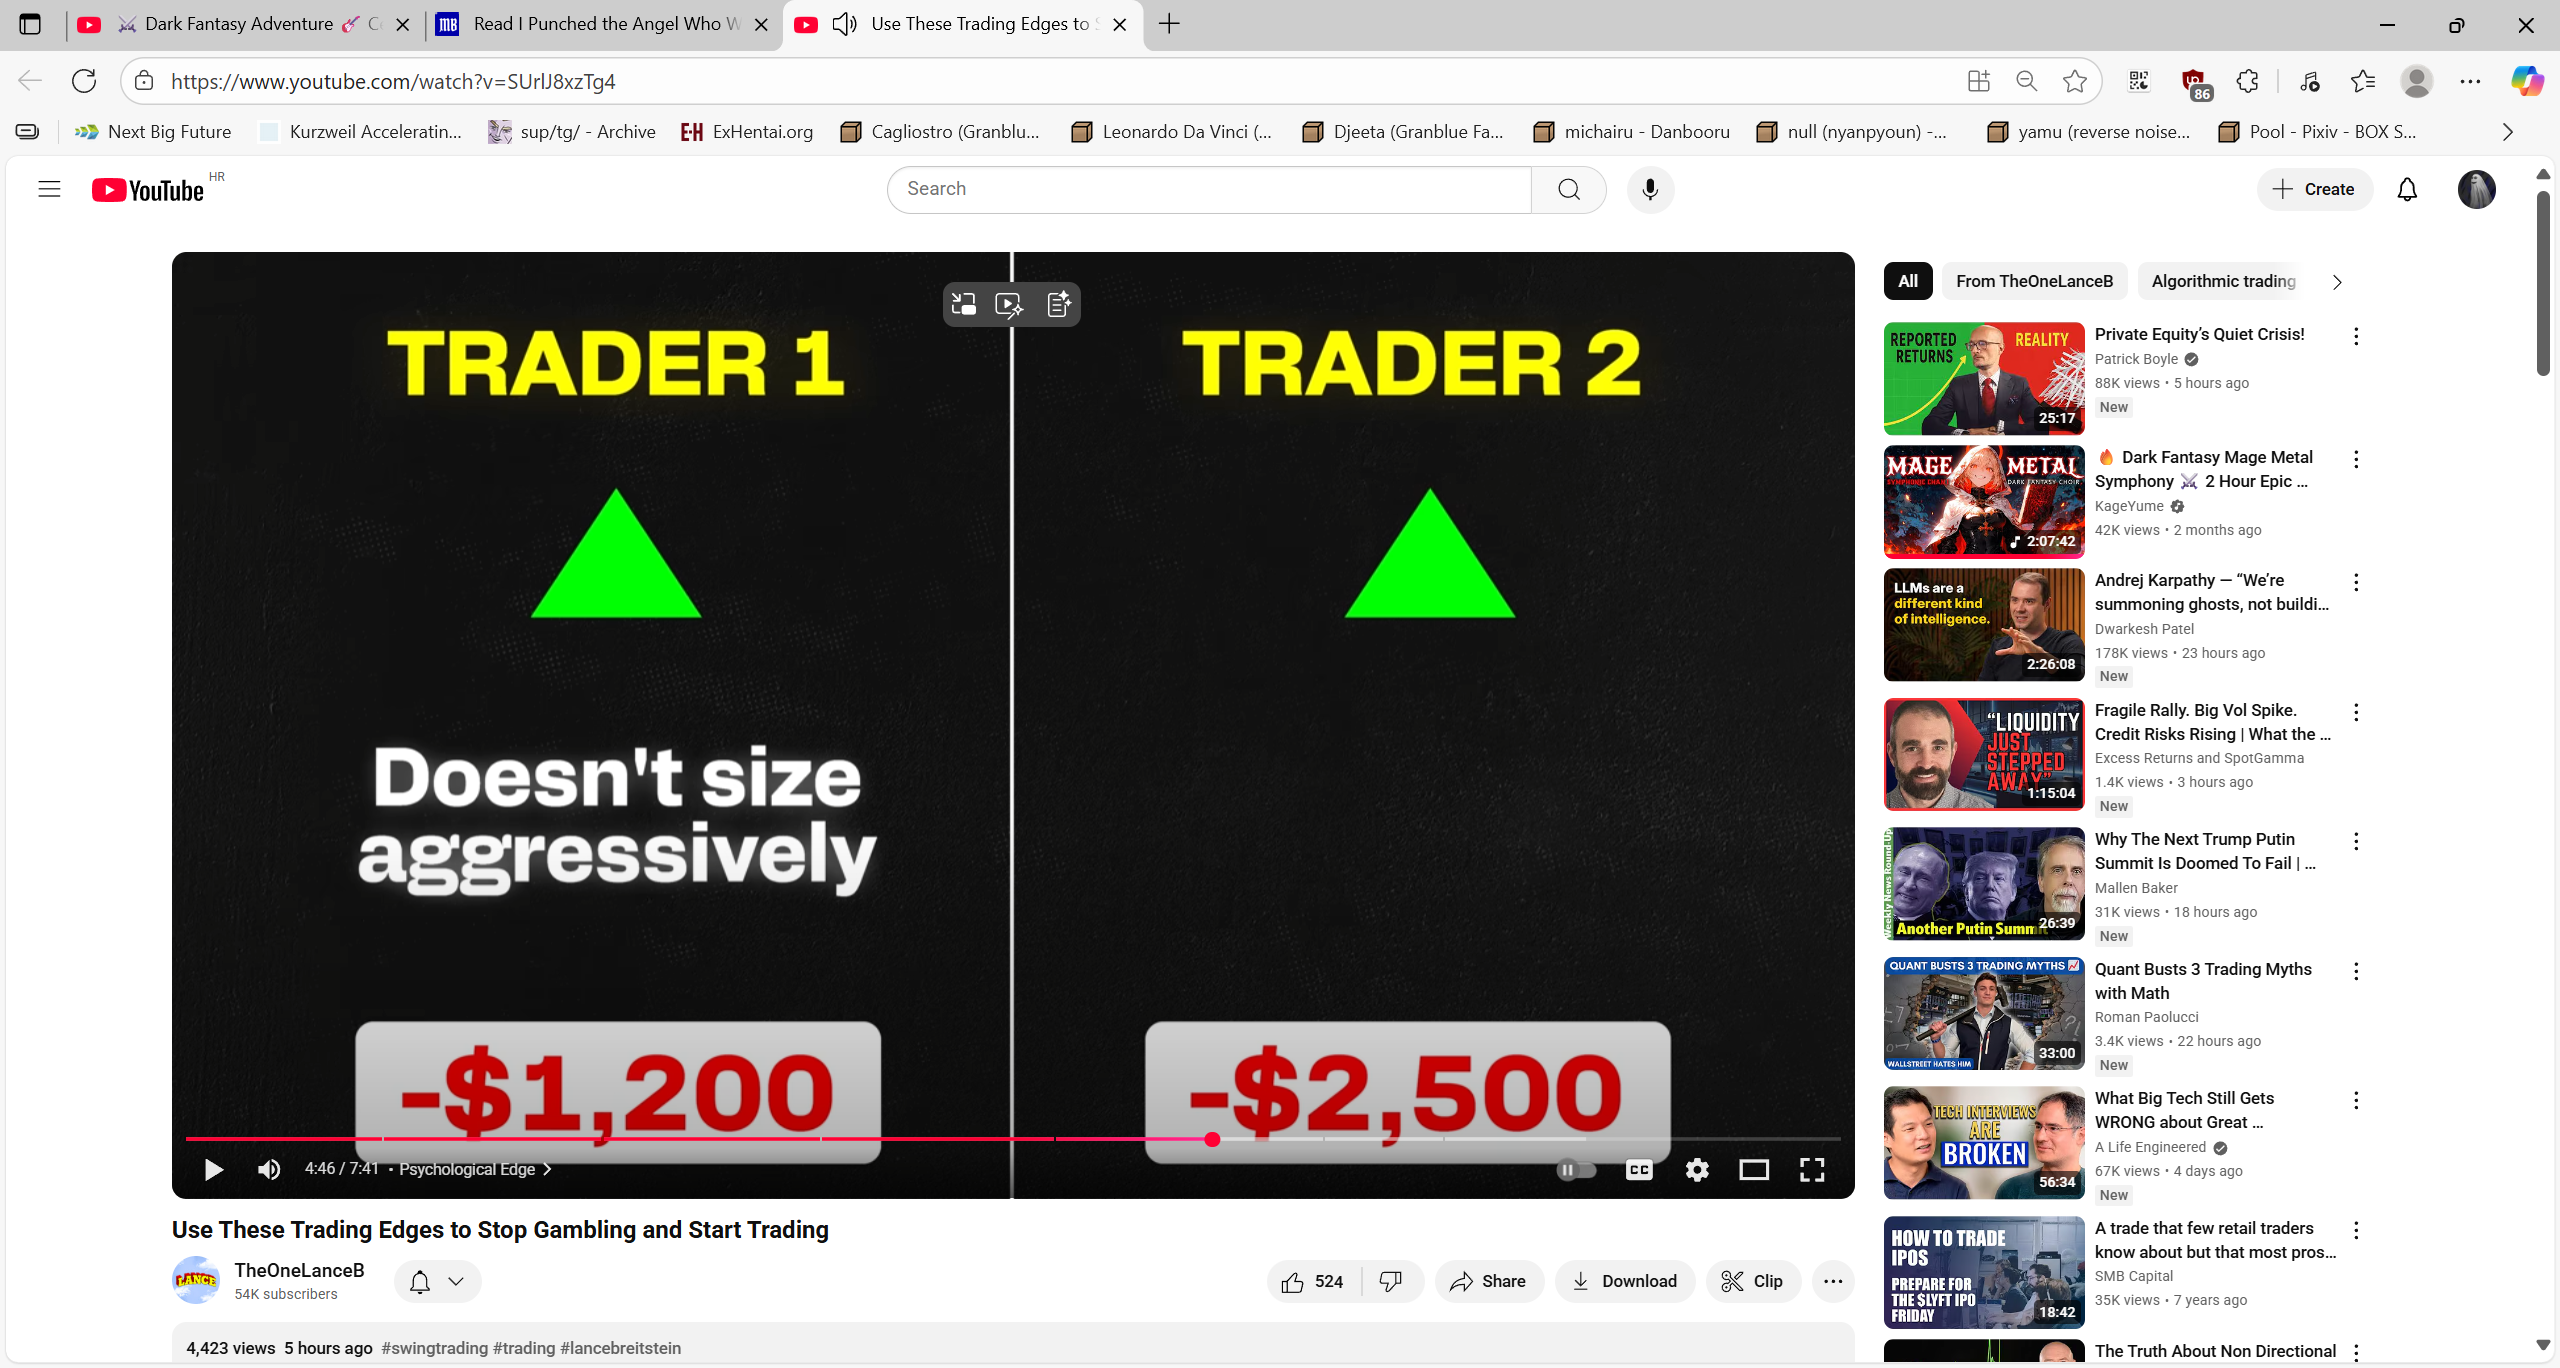 Dark Fantasy Adventure
Read I Punched the Angel Who W
Use These Trading Edges to S
https://www.youtube.com/watch?v=SUrlJ8xzTg4
86
Next Big Future
Kurzweil Acceleratin...
sup/tg/ - Archive
E·H ExHentai.org
Cagliostro (Granblu...
Leonardo Da Vinci (...
Djeeta (Granblue Fa...
michairu - Danbooru
null (nyanpyoun) -...
yamu (reverse noise...
Pool - Pixiv - BOX S...
YouTube HR
Search
Create
TRADER 1
TRADER 2
Doesn't size
aggressively
-$1,200
-$2,500
4:46 / 7:41 • Psychological Edge
CC
Use These Trading Edges to Stop Gambling and Start Trading
LANCE
TheOneLanceB
54K subscribers
524
Share
Download
Clip
4,423 views 5 hours ago #swingtrading #trading #lancebreitstein
All
From TheOneLanceB
Algorithmic trading
REPORTED
RETURNS
REALITY
25:17
Private Equity’s Quiet Crisis!
Patrick Boyle
88K views • 5 hours ago
New
MAGE METAL
DARK FANTASY CHOIR
2:07:42
Dark Fantasy Mage Metal
Symphony ⚔ 2 Hour Epic ...
KageYume
42K views • 2 months ago
LLMs are a
different kind
of intelligence.
2:26:08
Andrej Karpathy — “We’re
summoning ghosts, not buildi...
Dwarkesh Patel
178K views • 23 hours ago
New
“LIQUIDITY
JUST
STEPPED
AWAY”
1:15:04
Fragile Rally. Big Vol Spike.
Credit Risks Rising | What the ...
Excess Returns and SpotGamma
1.4K views • 3 hours ago
New
Weekly News Round-Up
Another Putin Summit
26:39
Why The Next Trump Putin
Summit Is Doomed To Fail | ...
Mallen Baker
31K views • 18 hours ago
New
QUANT BUSTS 3 TRADING MYTHS
WALLSTREET HATES HIM
33:00
Quant Busts 3 Trading Myths
with Math
Roman Paolucci
3.4K views • 22 hours ago
New
TECH INTERVIEWS
ARE
BROKEN
56:34
What Big Tech Still Gets
WRONG about Great ...
A Life Engineered
67K views • 4 days ago
New
HOW TO TRADE
IPOS
PREPARE FOR
THE $LYFT IPO
FRIDAY
18:42
A trade that few retail traders
know about but that most pros...
SMB Capital
35K views • 7 years ago
The Truth About Non Directional